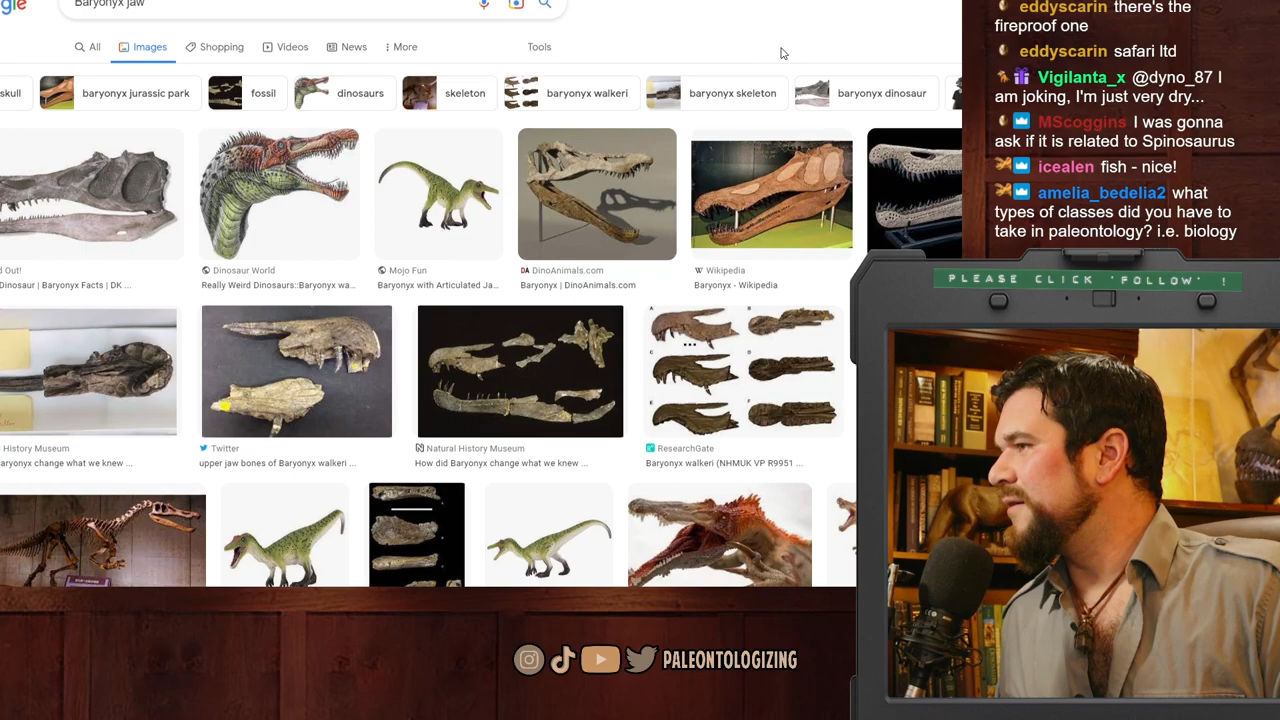 gle
Baryonyx jaw
All
Images
Shopping
Videos
News
More
Tools
skull
baryonyx jurassic park
fossil
dinosaurs
skeleton
baryonyx walkeri
baryonyx skeleton
baryonyx dinosaur
d Out!
Dinosaur | Baryonyx Facts | DK ...
Dinosaur World
Really Weird Dinosaurs::Baryonyx wa...
Mojo Fun
Baryonyx with Articulated Ja...
DA DinoAnimals.com
Baryonyx | DinoAnimals.com
W Wikipedia
Baryonyx - Wikipedia
History Museum
aryonyx change what we knew ...
Twitter
upper jaw bones of Baryonyx walkeri ...
Natural History Museum
How did Baryonyx change what we knew ...
A
B
C
D
E
F
ResearchGate
Baryonyx walkeri (NHMUK VP R9951 ...
eddyscarin there's the
fireproof one
eddyscarin safari ltd
Vigilanta_x @dyno_87 I
am joking, I'm just very dry...
MScoggins I was gonna
ask if it is related to Spinosaurus
icealen fish - nice!
amelia_bedelia2 what
types of classes did you have to
take in paleontology? i.e. biology
PLEASE CLICK 'FOLLOW' !
PALEONTOLOGIZING